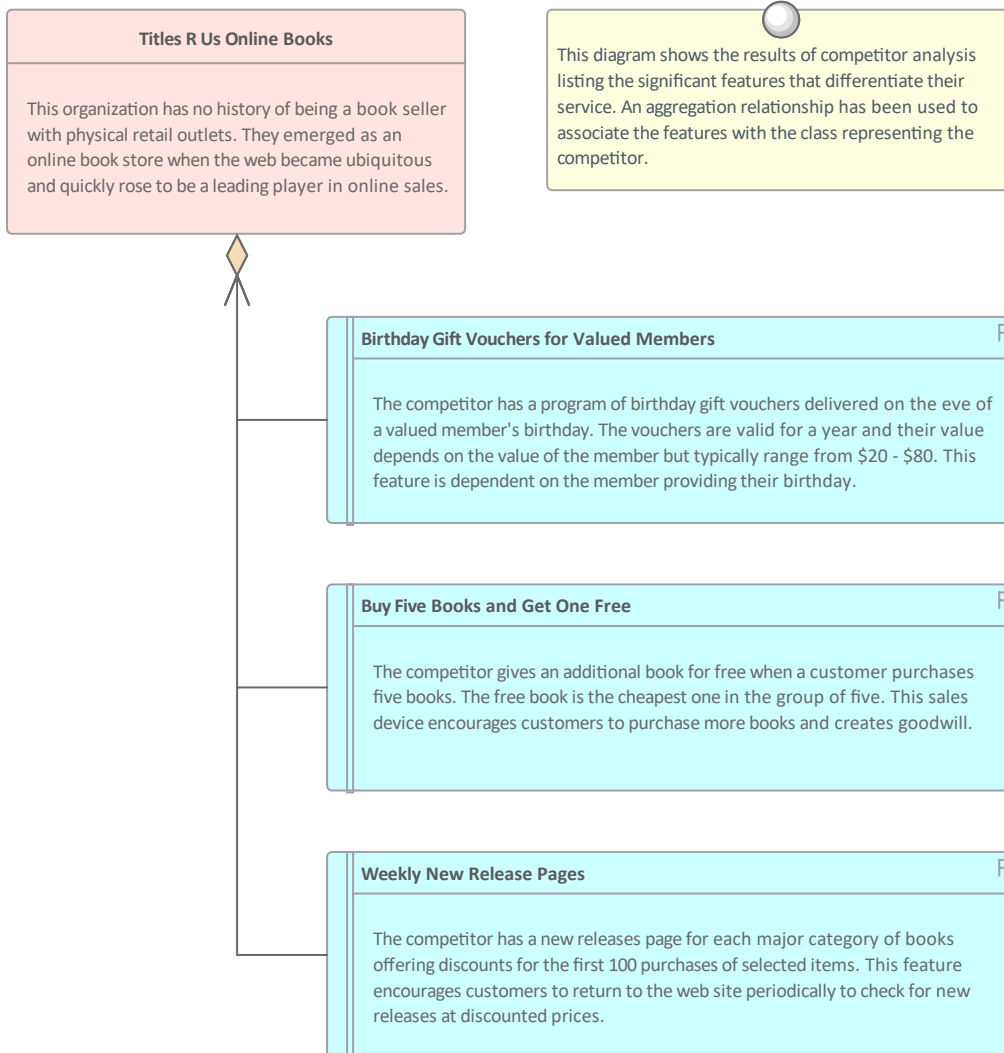 Titles R Us Online Books
This organization has no history of being a book seller
with physical retail outlets. They emerged as an
online book store when the web became ubiquitous
and quickly rose to be a leading player in online sales.
This diagram shows the results of competitor analysis
listing the significant features that differentiate their
service. An aggregation relationship has been used to
associate the features with the class representing the
competitor.
Birthday Gift Vouchers for Valued Members
The competitor has a program of birthday gift vouchers delivered on the eve of
a valued member's birthday. The vouchers are valid for a year and their value
depends on the value of the member but typically range from $20 - $80. This
feature is dependent on the member providing their birthday.
Buy Five Books and Get One Free
The competitor gives an additional book for free when a customer purchases
five books. The free book is the cheapest one in the group of five. This sales
device encourages customers to purchase more books and creates goodwill.
Weekly New Release Pages
The competitor has a new releases page for each major category of books
offering discounts for the first 100 purchases of selected items. This feature
encourages customers to return to the web site periodically to check for new
releases at discounted prices.